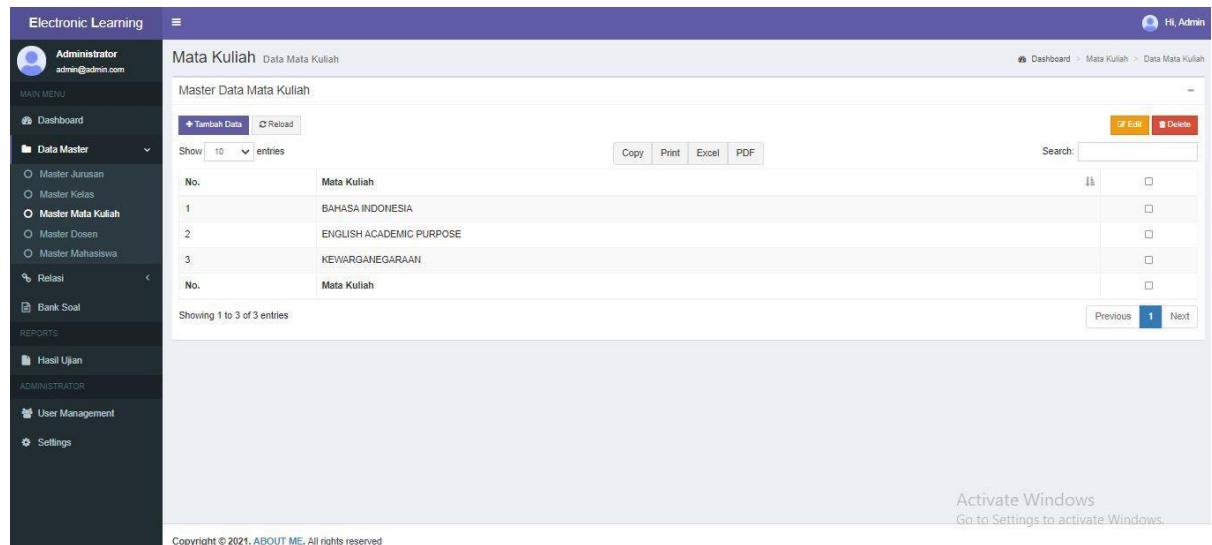 Electronic Learning
Hi, Admin
Administrator
admin@admin.com
MAIN MENU
Dashboard
Data Master
Master Jurusan
Master Kelas
Master Mata Kuliah
Master Dosen
Master Mahasiswa
Relasi
Bank Soal
REPORTS
Hasil Ujian
ADMINISTRATOR
User Management
Settings
Mata Kuliah Data Mata Kuliah
Dashboard > Mata Kuliah > Data Mata Kuliah
Master Data Mata Kuliah
Tambah Data Reload Edit Delete
Show 10 entries Copy Print Excel PDF Search:
No. Mata Kuliah
1 BAHASA INDONESIA
2 ENGLISH ACADEMIC PURPOSE
3 KEWARGANEGARAAN
No. Mata Kuliah
Showing 1 to 3 of 3 entries Previous 1 Next
Activate Windows
Go to Settings to activate Windows.
Copyright © 2021. ABOUT ME. All rights reserved